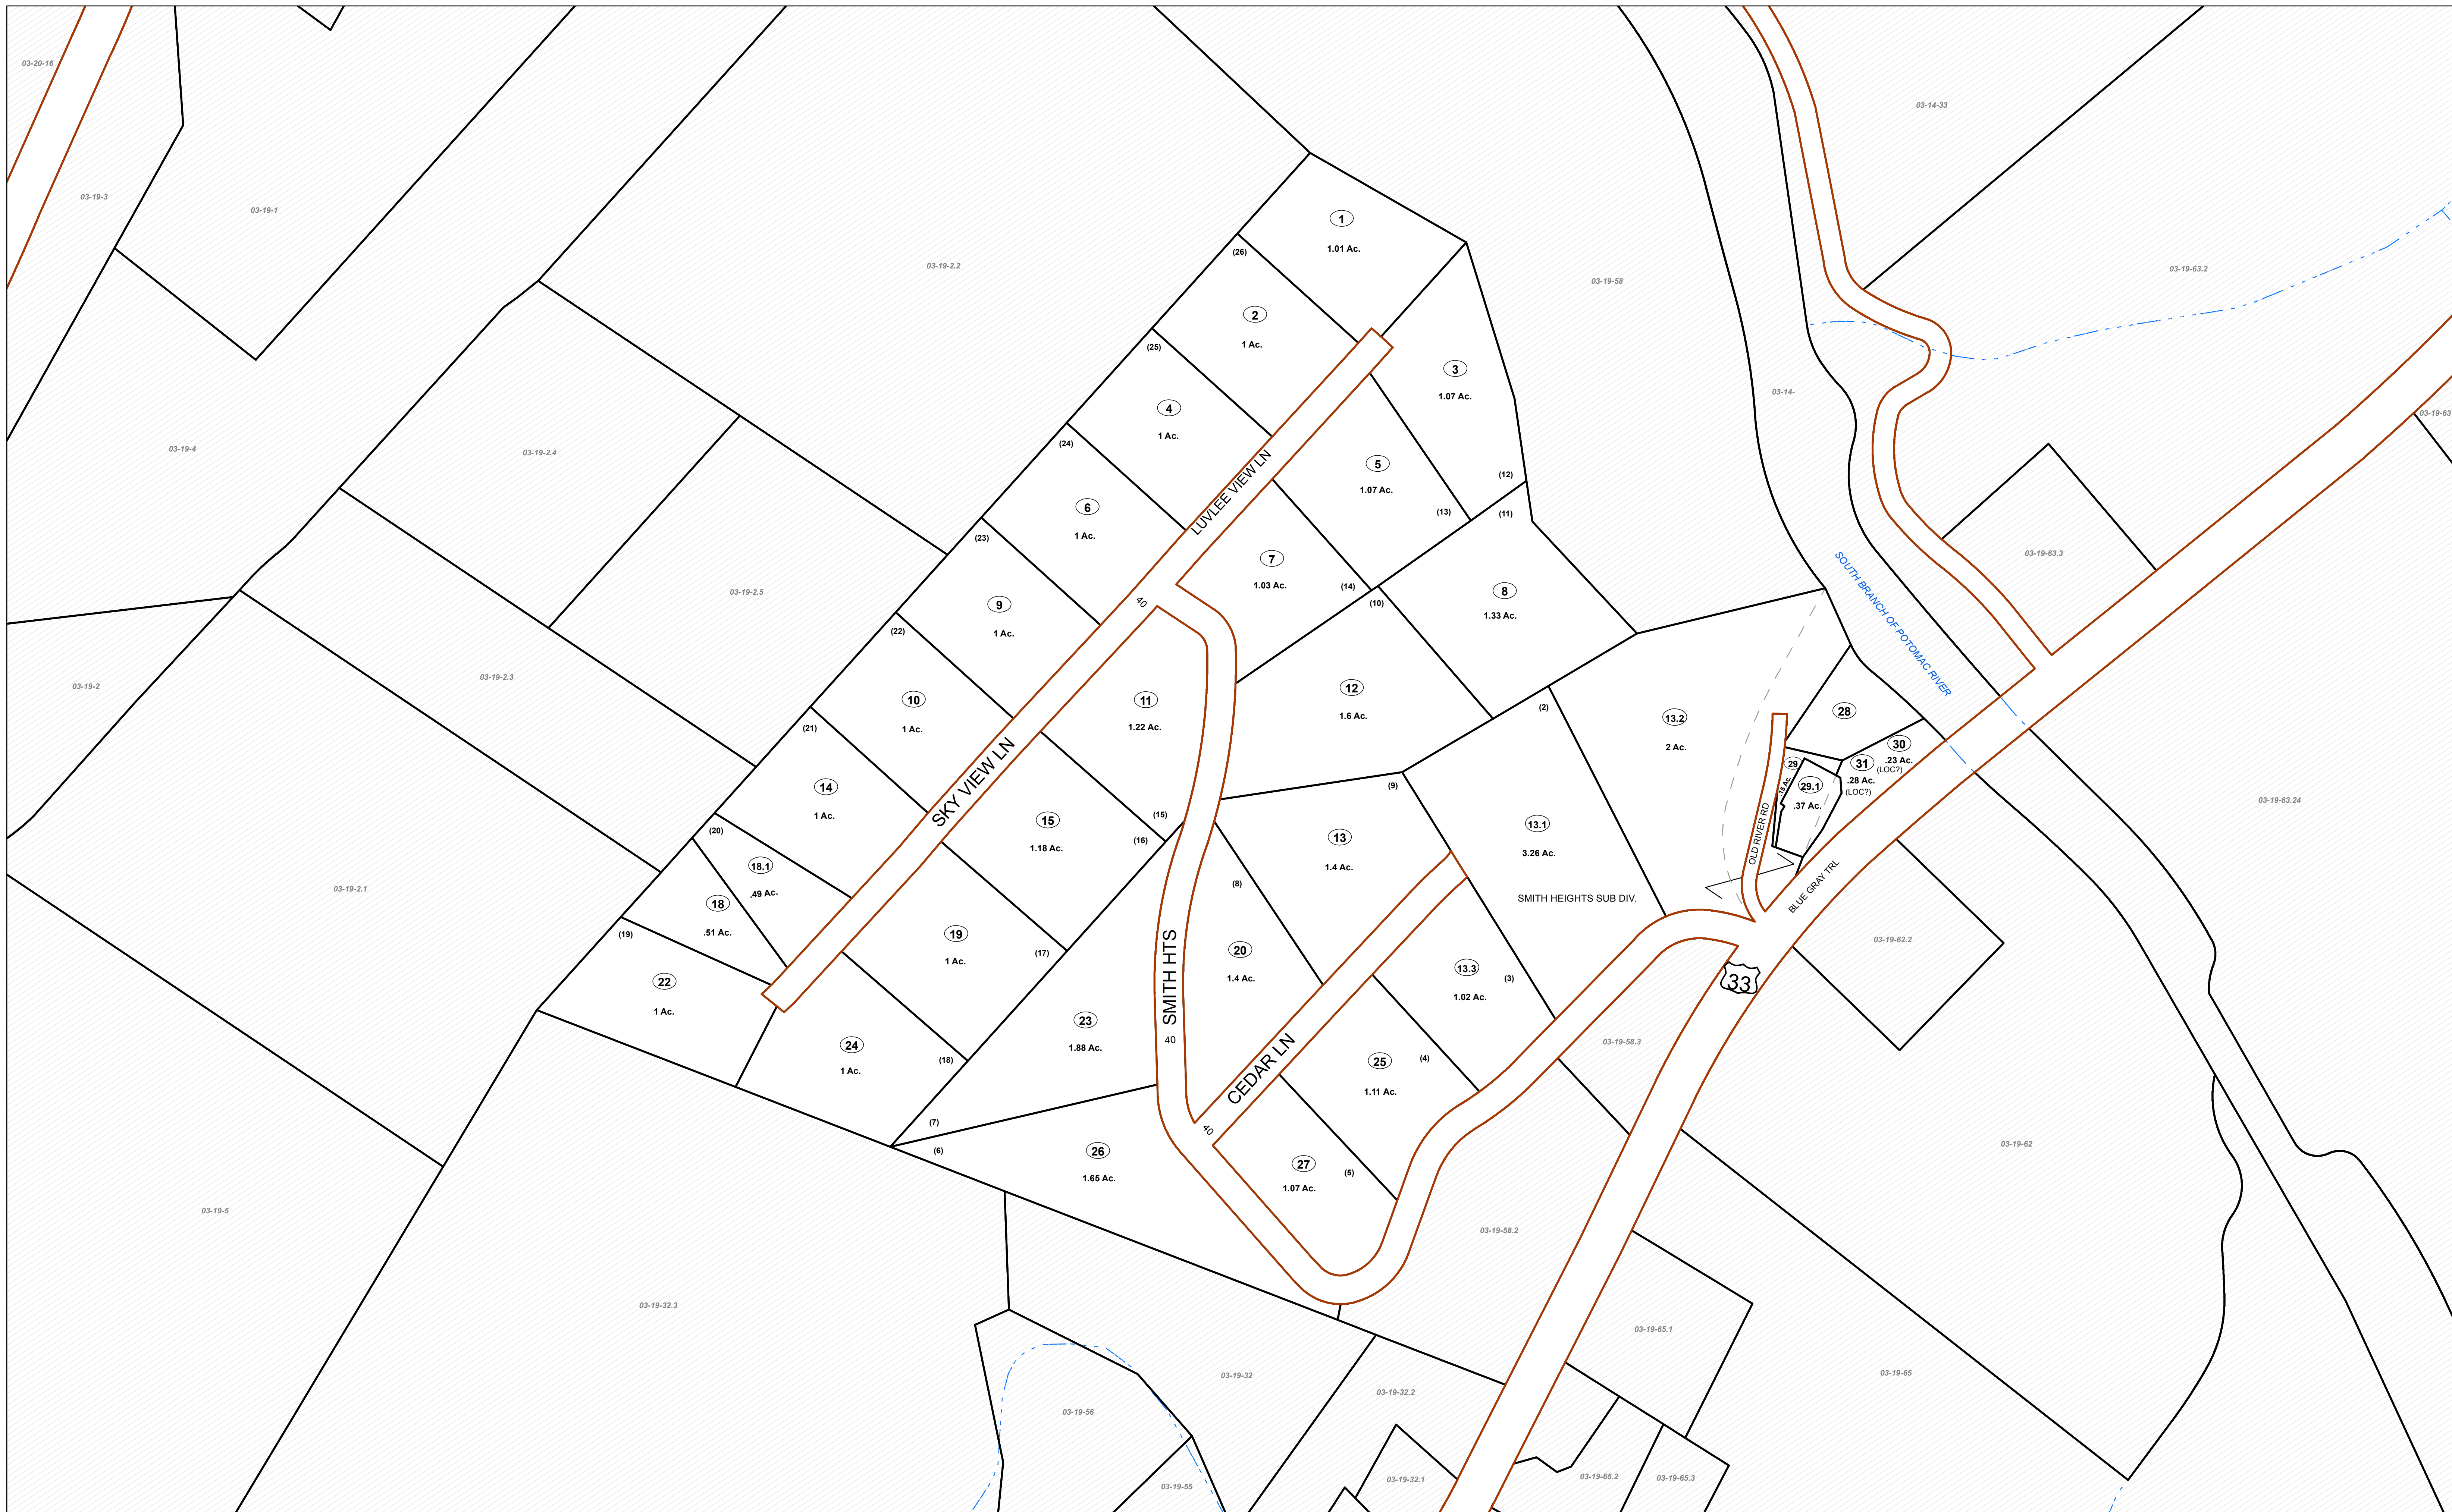 03-20-16
03-14-33
03-19-3
03-19-1
1
1.01 Ac.
(26)
03-19-2.2
03-19-58
03-19-63.2
2
1 Ac.
(25)
3
1.07 Ac.
03-14-
4
1 Ac.
(24)
03-19-63
03-19-4
03-19-2.4
5
1.07 Ac.
(12)
(13)
(11)
LUVLEE VIEW LN
6
1 Ac.
(23)
7
1.03 Ac.
(14)
8
1.33 Ac.
(10)
03-19-63.3
03-19-2.5
40
9
1 Ac.
(22)
SOUTH BRANCH OF POTOMAC RIVER
03-19-2
03-19-2.3
10
1 Ac.
(21)
11
1.22 Ac.
12
1.6 Ac.
(2)
13.2
2 Ac.
28
30
.23 Ac.
(LOC?)
31
.28 Ac.
(LOC?)
29
.15 Ac.
29.1
.37 Ac.
SKY VIEW LN
14
1 Ac.
(20)
(9)
(15)
(16)
15
1.18 Ac.
13
1.4 Ac.
13.1
3.26 Ac.
OLD RIVER RD
03-19-63.24
18.1
.49 Ac.
18
.51 Ac.
(19)
(8)
03-19-2.1
SMITH HEIGHTS SUB DIV.
BLUE GRAY TRL
19
1 Ac.
(17)
20
1.4 Ac.
03-19-62.2
22
1 Ac.
SMITH HTS
40
13.3
1.02 Ac.
(3)
33
23
1.88 Ac.
24
1 Ac.
(18)
CEDAR LN
40
25
1.11 Ac.
(4)
03-19-58.3
(7)
(6)
26
1.65 Ac.
27
1.07 Ac.
(5)
03-19-62
03-19-5
03-19-58.2
03-19-32.3
03-19-65.1
03-19-32
03-19-65
03-19-32.2
03-19-56
03-19-32.1
03-19-65.2
03-19-65.3
03-19-55